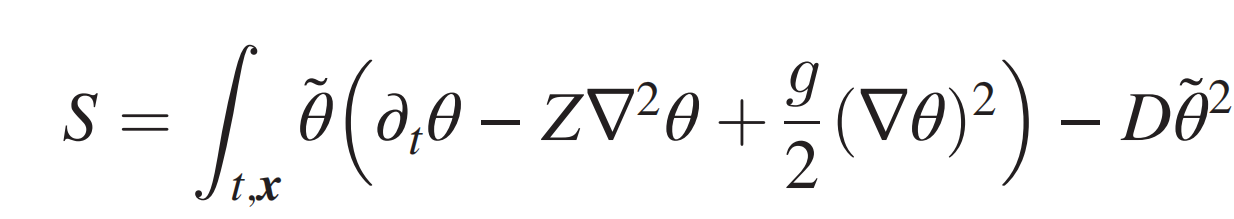 S = ∫_{t,𝒙} θ̃(∂_tθ − Z∇²θ + g/2 (∇θ)²) − Dθ̃²